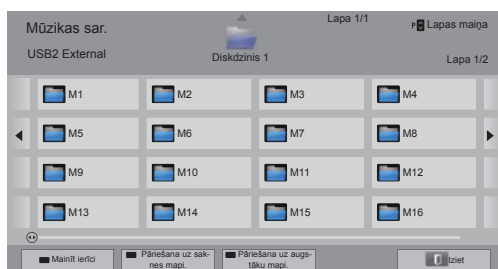 Mūzikas sar.
Lapa 1/1
P Lapas maiņa
USB2 External
Diskdzinis 1
Lapa 1/2
M1
M2
M3
M4
M5
M6
M7
M8
M9
M10
M11
M12
M13
M14
M15
M16
Mainīt ierīci
Pāriešana uz sak-
nes mapi.
Pāriešana uz augs-
tāku mapi.
Iziet